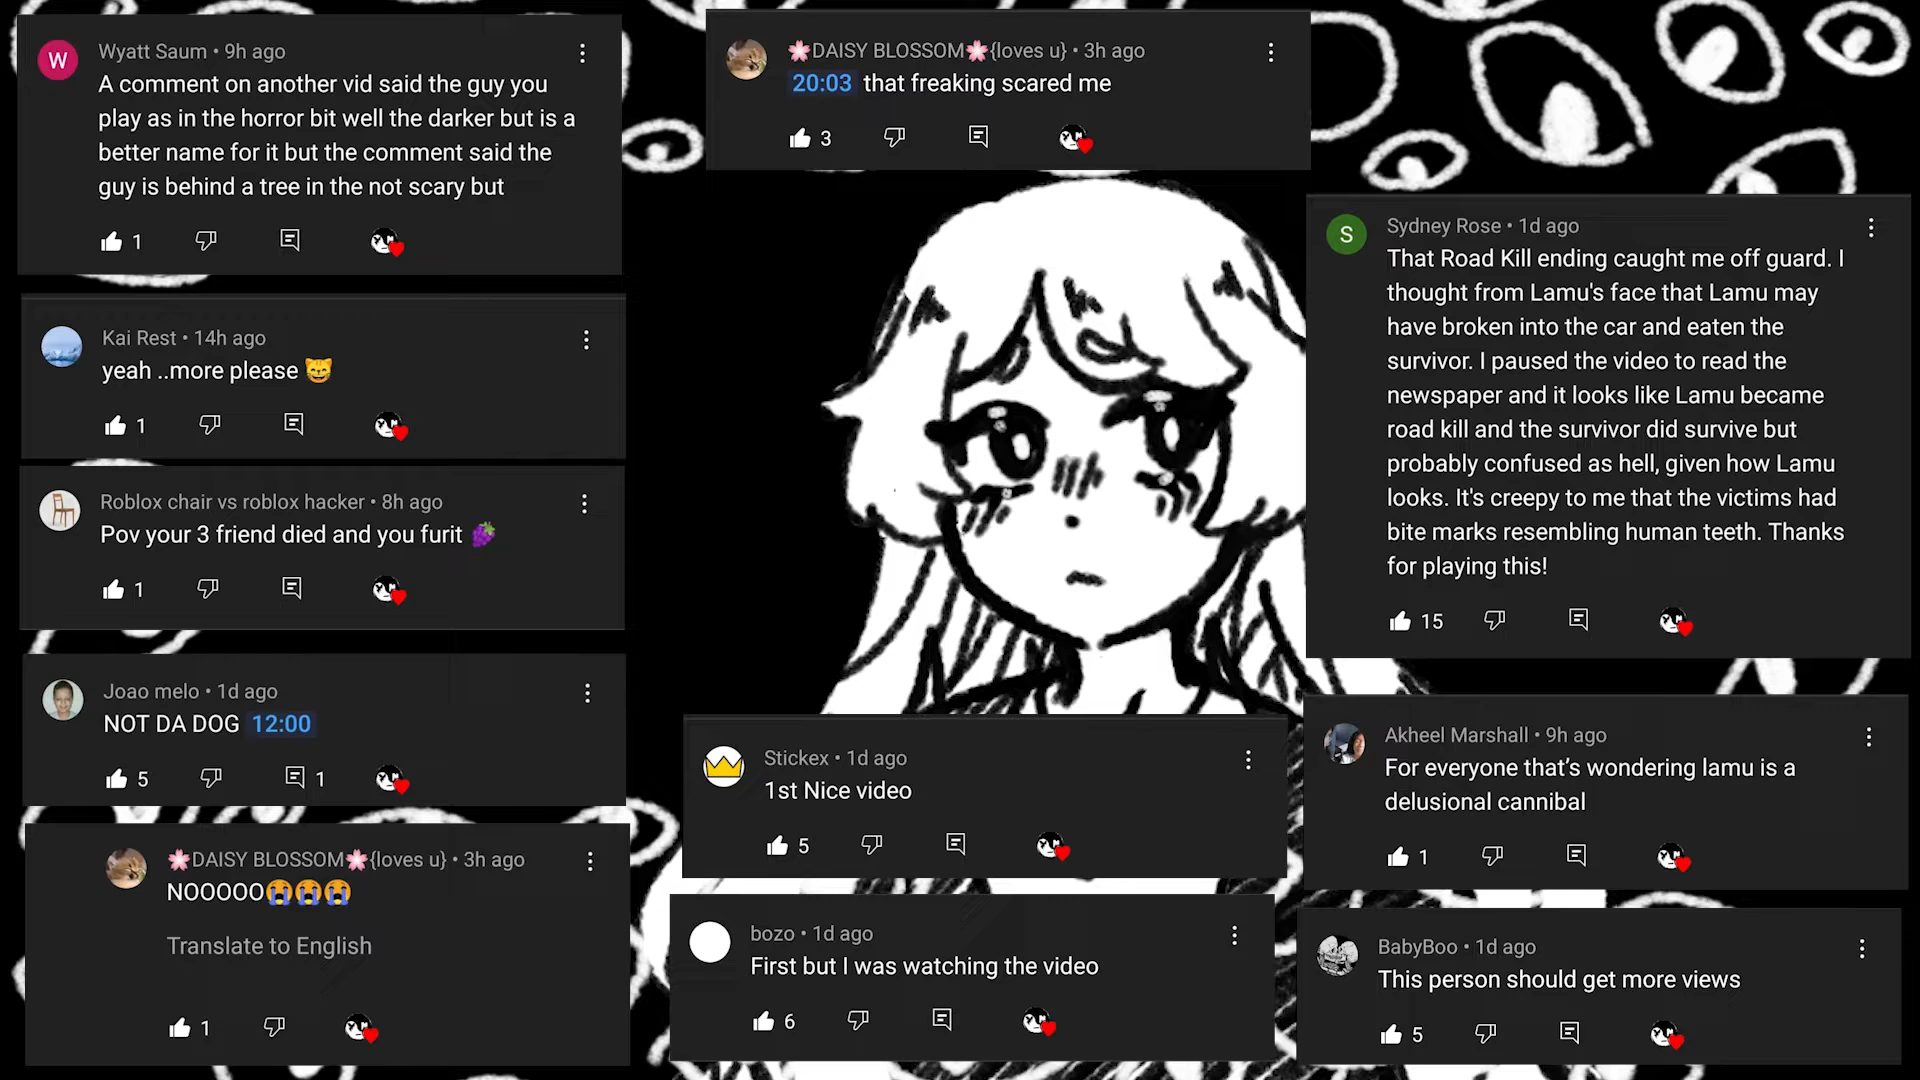 W
Wyatt Saum • 9h ago
A comment on another vid said the guy you
play as in the horror bit well the darker but is a
better name for it but the comment said the
guy is behind a tree in the not scary but
1
Kai Rest • 14h ago
yeah ..more please 😸
1
Roblox chair vs roblox hacker • 8h ago
Pov your 3 friend died and you furit 🍇
1
Joao melo • 1d ago
NOT DA DOG 12:00
5 1
🌸DAISY BLOSSOM🌸{loves u} • 3h ago
NOOOOO😭😭😭
Translate to English
1
🌸DAISY BLOSSOM🌸{loves u} • 3h ago
20:03 that freaking scared me
3
Stickex • 1d ago
1st Nice video
5
bozo • 1d ago
First but I was watching the video
6
S
Sydney Rose • 1d ago
That Road Kill ending caught me off guard. I
thought from Lamu's face that Lamu may
have broken into the car and eaten the
survivor. I paused the video to read the
newspaper and it looks like Lamu became
road kill and the survivor did survive but
probably confused as hell, given how Lamu
looks. It's creepy to me that the victims had
bite marks resembling human teeth. Thanks
for playing this!
15
Akheel Marshall • 9h ago
For everyone that’s wondering lamu is a
delusional cannibal
1
BabyBoo • 1d ago
This person should get more views
5